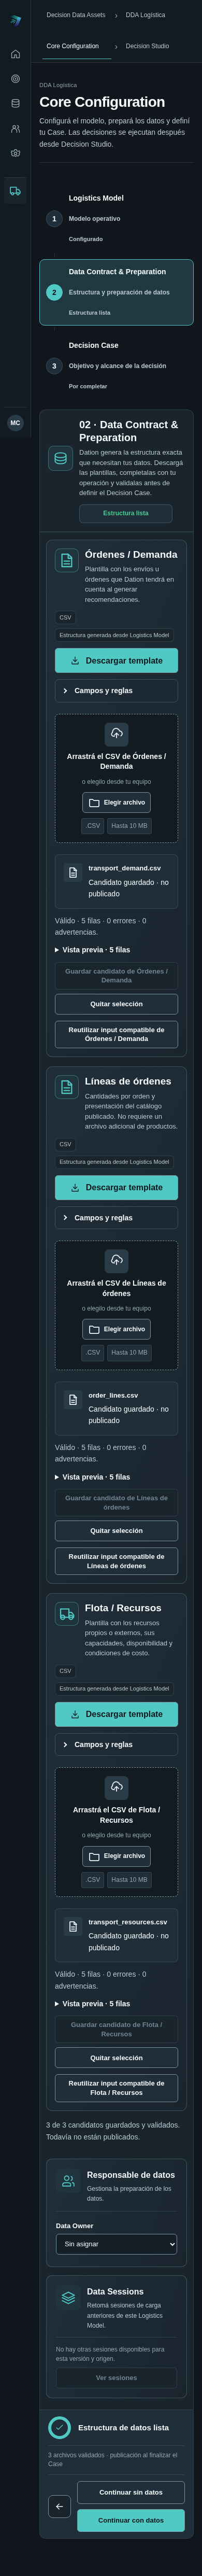 Decision Data Assets › DDA Logística
Core Configuration › Decision Studio
DDA Logística
Core Configuration
Configurá el modelo, prepará los datos y definí
tu Case. Las decisiones se ejecutan después
desde Decision Studio.
1
Logistics Model
Modelo operativo
Configurado
2
Data Contract & Preparation
Estructura y preparación de datos
Estructura lista
3
Decision Case
Objetivo y alcance de la decisión
Por completar
MC
02 · Data Contract &
Preparation
Dation genera la estructura exacta
que necesitan tus datos. Descargá
las plantillas, completalas con tu
operación y validalas antes de
definir el Decision Case.
Estructura lista
Órdenes / Demanda
Plantilla con los envíos u
órdenes que Dation tendrá en
cuenta al generar
recomendaciones.
CSV
Estructura generada desde Logistics Model
Descargar template
Campos y reglas
Arrastrá el CSV de Órdenes /
Demanda
o elegilo desde tu equipo
Elegir archivo
.CSV Hasta 10 MB
transport_demand.csv
Candidato guardado · no
publicado
Válido · 5 filas · 0 errores · 0
advertencias.
Vista previa · 5 filas
Guardar candidato de Órdenes /
Demanda
Quitar selección
Reutilizar input compatible de
Órdenes / Demanda
Líneas de órdenes
Cantidades por orden y
presentación del catálogo
publicado. No requiere un
archivo adicional de productos.
CSV
Estructura generada desde Logistics Model
Descargar template
Campos y reglas
Arrastrá el CSV de Líneas de
órdenes
o elegilo desde tu equipo
Elegir archivo
.CSV Hasta 10 MB
order_lines.csv
Candidato guardado · no
publicado
Válido · 5 filas · 0 errores · 0
advertencias.
Vista previa · 5 filas
Guardar candidato de Líneas de
órdenes
Quitar selección
Reutilizar input compatible de
Líneas de órdenes
Flota / Recursos
Plantilla con los recursos
propios o externos, sus
capacidades, disponibilidad y
condiciones de costo.
CSV
Estructura generada desde Logistics Model
Descargar template
Campos y reglas
Arrastrá el CSV de Flota /
Recursos
o elegilo desde tu equipo
Elegir archivo
.CSV Hasta 10 MB
transport_resources.csv
Candidato guardado · no
publicado
Válido · 5 filas · 0 errores · 0
advertencias.
Vista previa · 5 filas
Guardar candidato de Flota /
Recursos
Quitar selección
Reutilizar input compatible de
Flota / Recursos
3 de 3 candidatos guardados y validados.
Todavía no están publicados.
Responsable de datos
Gestiona la preparación de los
datos.
Data Owner
Sin asignar
Data Sessions
Retomá sesiones de carga
anteriores de este Logistics
Model.
No hay otras sesiones disponibles para
esta versión y origen.
Ver sesiones
Estructura de datos lista
3 archivos validados · publicación al finalizar el
Case
Continuar sin datos
Continuar con datos